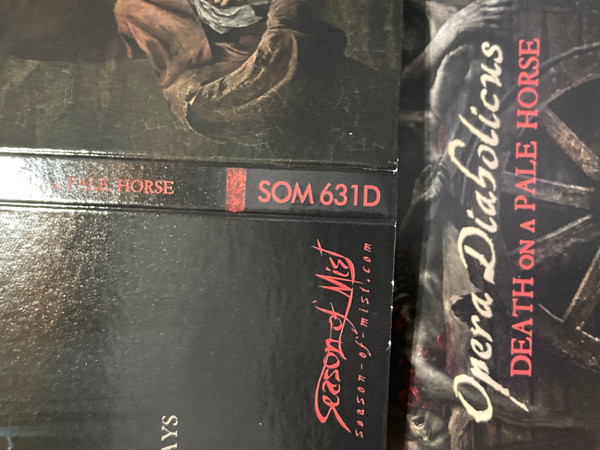 PALE HORSE
SOM 631D
Season of Mist
season-of-mist.com
AYS
Opera Diabolicus
DEATH ON A PALE HORSE